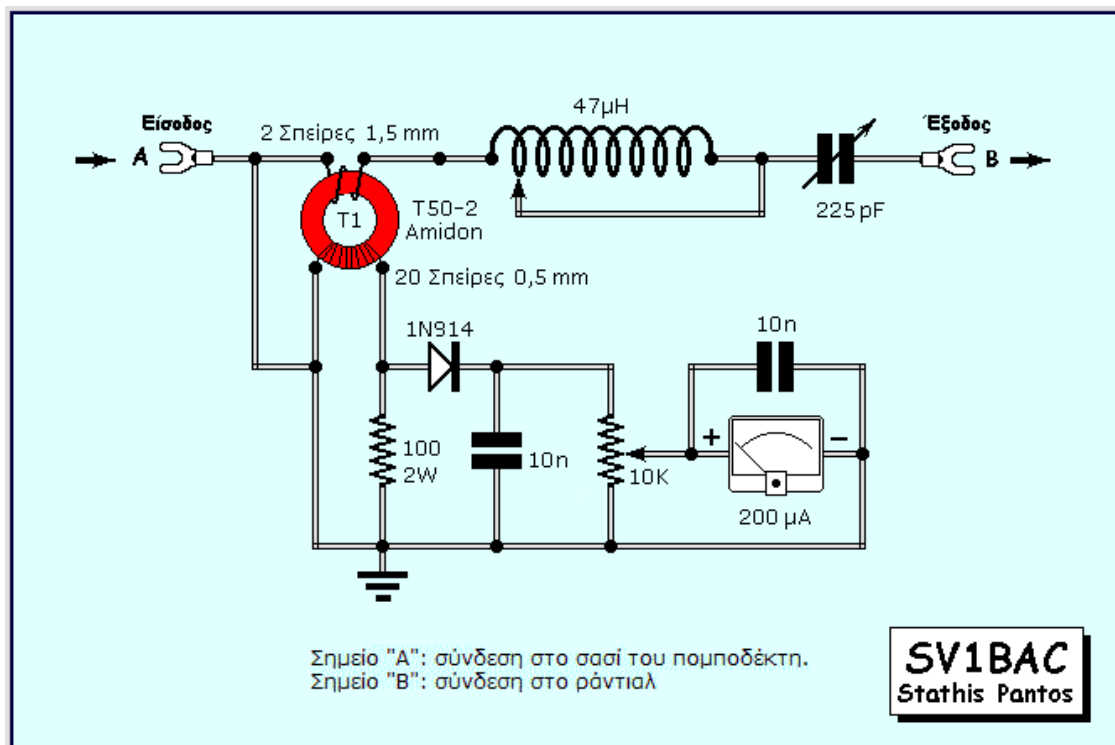 47μH
Είσοδος
2 Σπείρες 1,5 mm
Έξοδος
A
B
T1
T50-2
Amidon
225 pF
20 Σπείρες 0,5 mm
1N914
10n
+
−
100
2W
10n
10K
200 μA
Σημείο "Α": σύνδεση στο σασί του πομποδέκτη.
Σημείο "Β": σύνδεση στο ράντιαλ
SV1BAC
Stathis Pantos